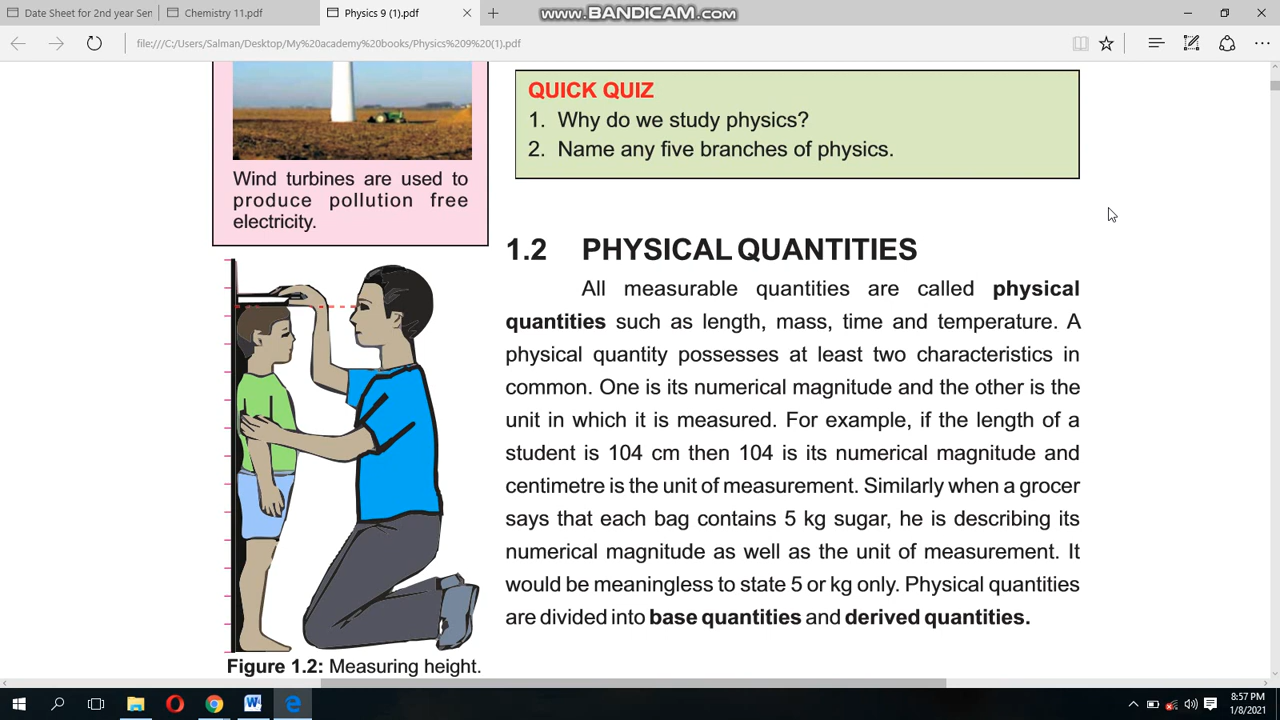 Date Sheet for 2nd year Sen
Chemistry 11.pdf
Physics 9 (1).pdf
www.BANDICAM.com
file:///C:/Users/Salman/Desktop/My%20academy%20books/Physics%209%20(1).pdf
Wind turbines are used to
produce pollution free
electricity.
Figure 1.2: Measuring height.
QUICK QUIZ
1. Why do we study physics?
2. Name any five branches of physics.
1.2 PHYSICAL QUANTITIES
All measurable quantities are called physical
quantities such as length, mass, time and temperature. A
physical quantity possesses at least two characteristics in
common. One is its numerical magnitude and the other is the
unit in which it is measured. For example, if the length of a
student is 104 cm then 104 is its numerical magnitude and
centimetre is the unit of measurement. Similarly when a grocer
says that each bag contains 5 kg sugar, he is describing its
numerical magnitude as well as the unit of measurement. It
would be meaningless to state 5 or kg only. Physical quantities
are divided into base quantities and derived quantities.
8:57 PM
1/8/2021